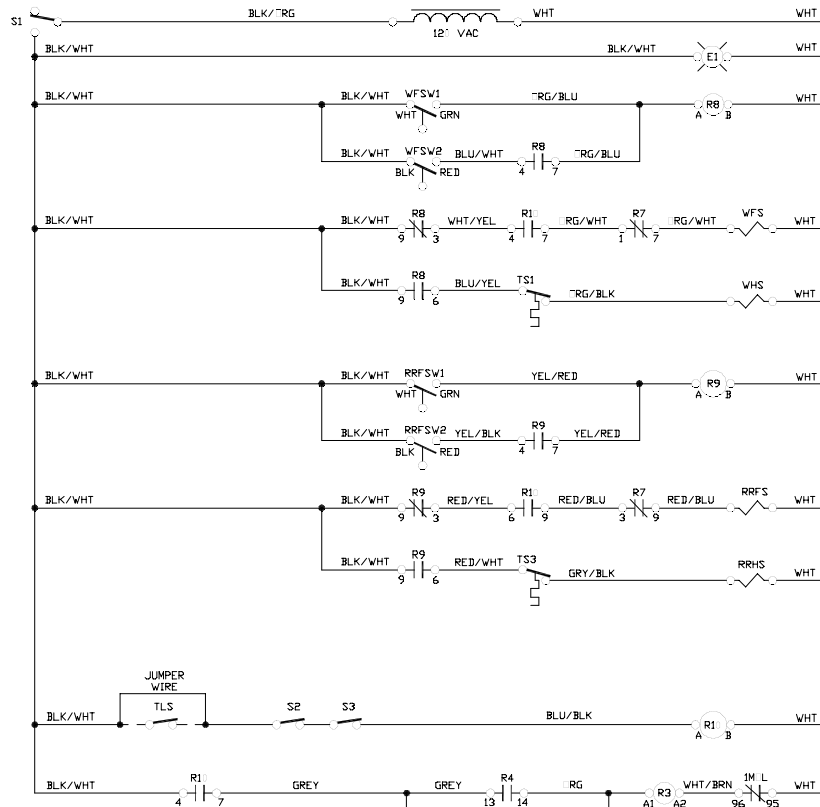 S1 BLK/ORG WHT WHT
120 VAC
BLK/WHT BLK/WHT E1 WHT
BLK/WHT BLK/WHT WFSW1 ORG/BLU R8 WHT
WHT GRN A B
BLK/WHT WFSW2 BLU/WHT R8 ORG/BLU
BLK RED 4 7
BLK/WHT BLK/WHT R8 WHT/YEL R10 ORG/WHT R7 ORG/WHT WFS WHT
9 3 4 7 1 7
BLK/WHT R8 BLU/YEL TS1 ORG/BLK WHS WHT
9 6
BLK/WHT BLK/WHT RRFSW1 YEL/RED R9 WHT
WHT GRN A B
BLK/WHT RRFSW2 YEL/BLK R9 YEL/RED
BLK RED 4 7
BLK/WHT BLK/WHT R9 RED/YEL R10 RED/BLU R7 RED/BLU RRFS WHT
9 3 6 9 3 9
BLK/WHT R9 RED/WHT TS3 GRY/BLK RRHS WHT
9 6
JUMPER
WIRE
BLK/WHT TLS S2 S3 BLU/BLK R10 WHT
A B
BLK/WHT R10 GREY GREY R4 ORG R3 WHT/BRN 1MOL WHT
4 7 13 14 A1 A2 96 95